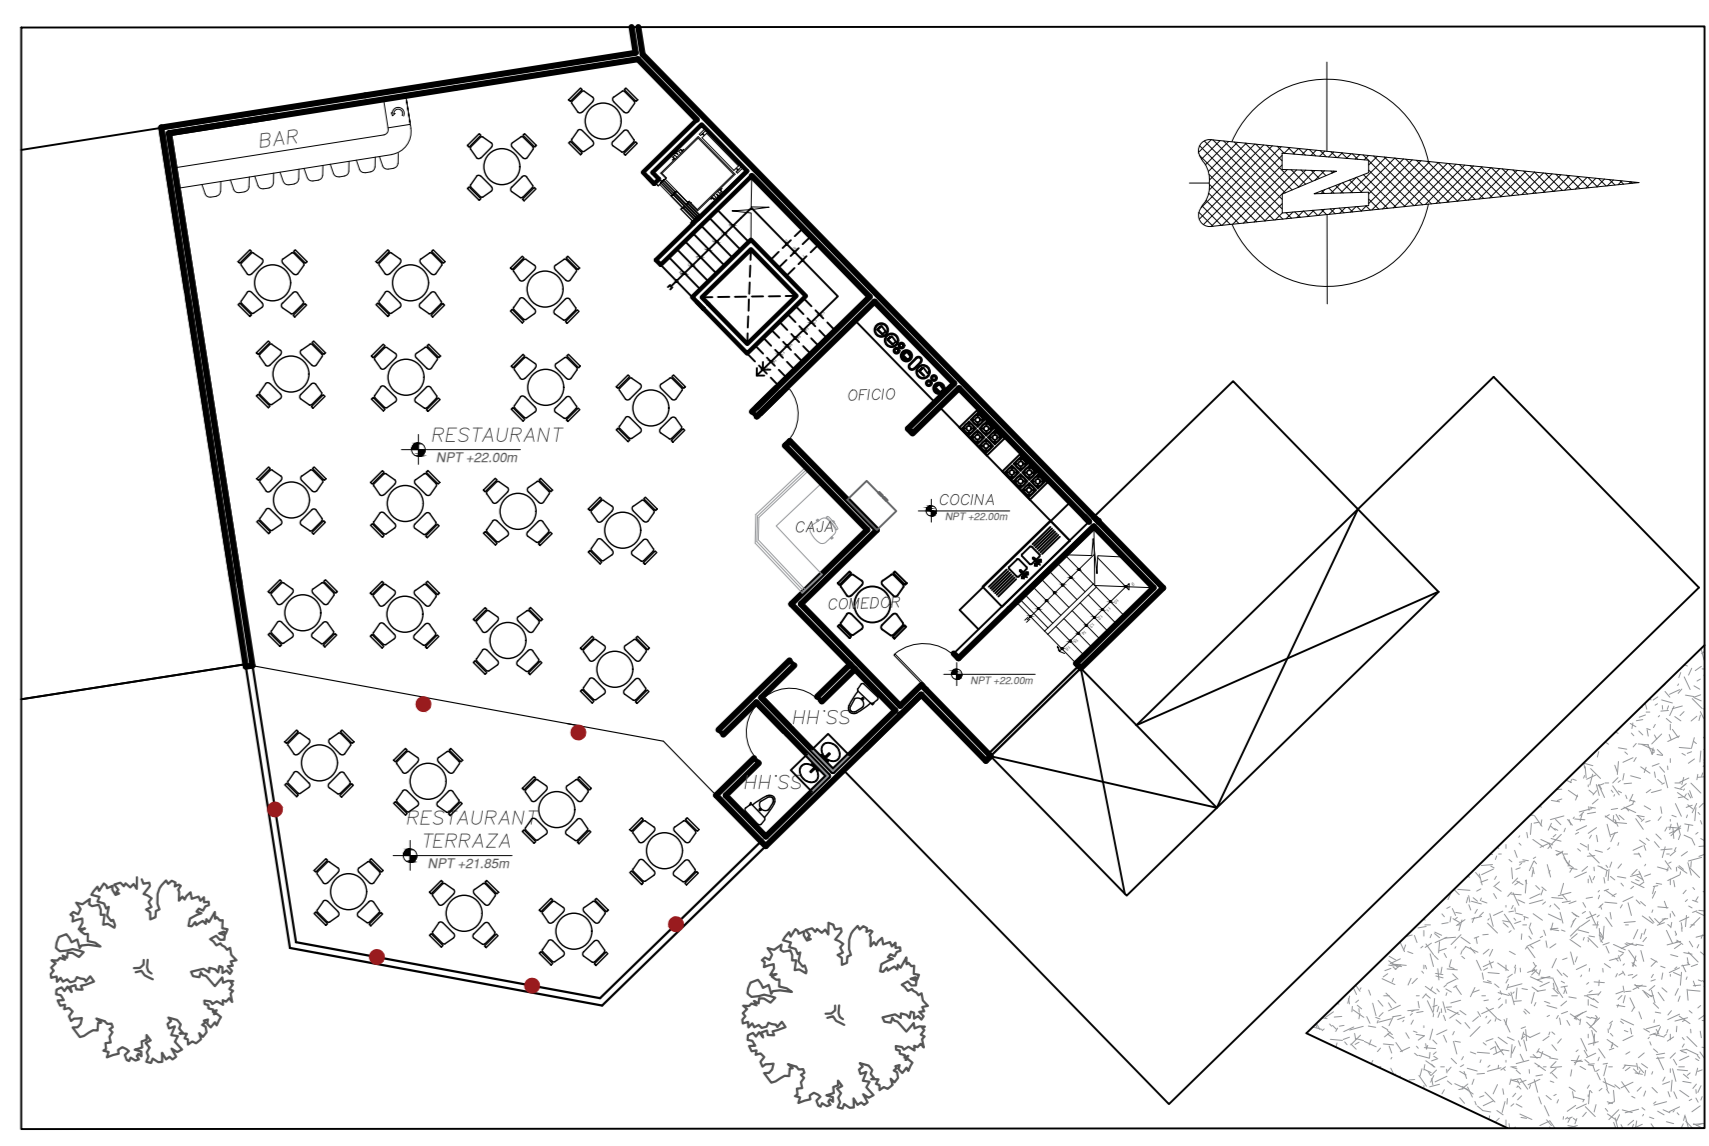 BAR
N
OFICIO
RESTAURANT
NPT +22.00m
COCINA
NPT +22.00m
CAJA
COMEDOR
NPT +22.00m
HH.SS
HH.SS
RESTAURANT
TERRAZA
NPT +21.85m